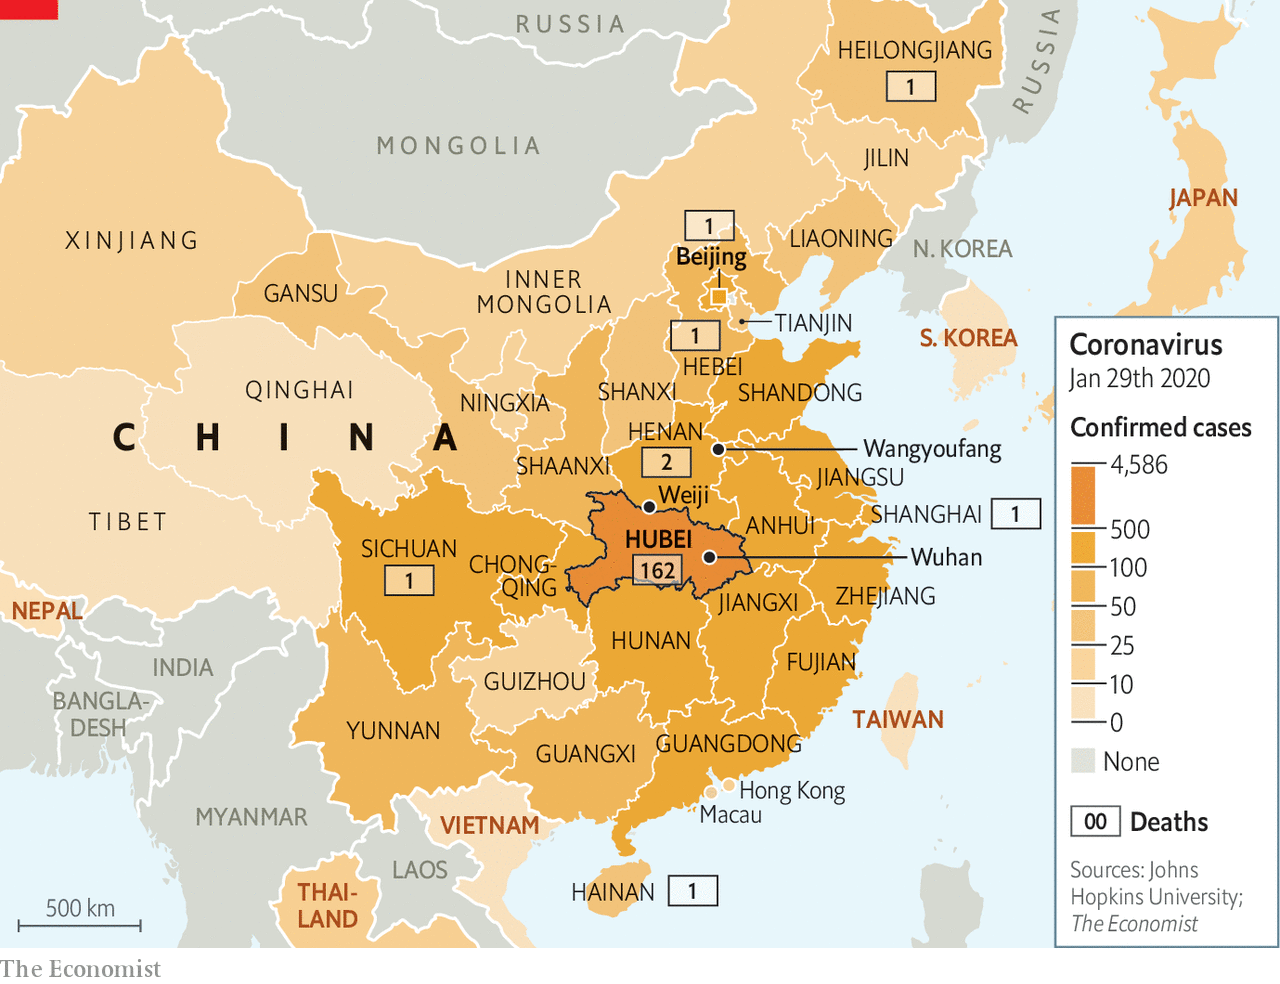 RUSSIA
RUSSIA
HEILONGJIANG
1
MONGOLIA
JILIN
JAPAN
XINJIANG
1
Beijing
LIAONING
N. KOREA
GANSU
INNER
MONGOLIA
TIANJIN
1
S. KOREA
HEBEI
QINGHAI
NINGXIA
SHANXI
SHANDONG
CHINA
HENAN
2
Wangyoufang
SHAANXI
JIANGSU
Weiji
TIBET
ANHUI
SHANGHAI
1
SICHUAN
1
CHONG-
QING
HUBEI
162
Wuhan
NEPAL
JIANGXI
ZHEJIANG
HUNAN
INDIA
FUJIAN
GUIZHOU
BANGLA-
DESH
TAIWAN
YUNNAN
GUANGXI
GUANGDONG
Hong Kong
Macau
MYANMAR
VIETNAM
LAOS
THAI-
LAND
HAINAN
1
500 km
Coronavirus
Jan 29th 2020
Confirmed cases
4,586
500
100
50
25
10
0
None
00 Deaths
Sources: Johns
Hopkins University;
The Economist
The Economist